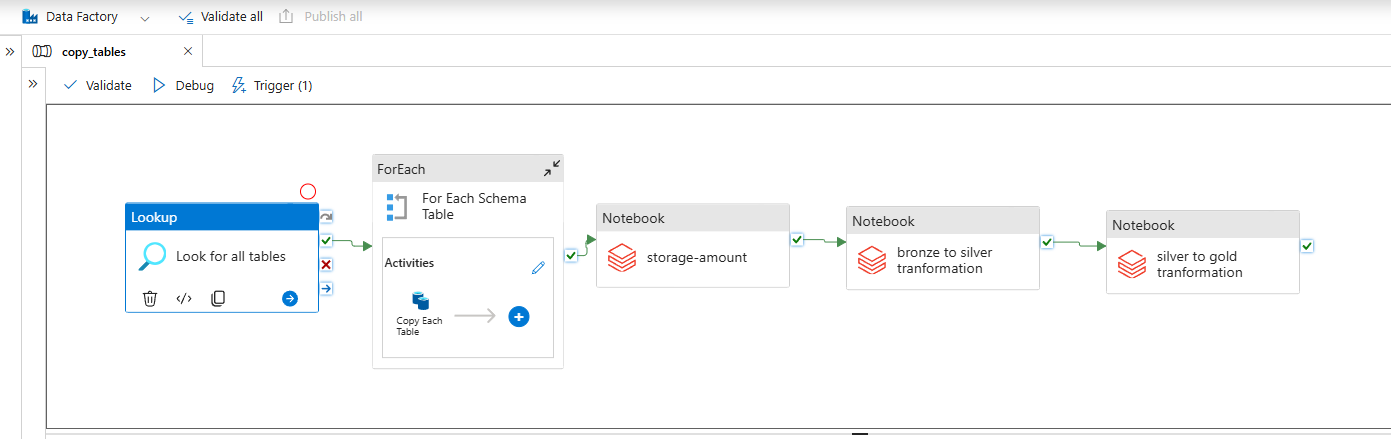 Data Factory
Validate all
Publish all
copy_tables
Validate
Debug
Trigger (1)
Lookup
Look for all tables
ForEach
For Each Schema
Table
Activities
Copy Each
Table
Notebook
storage-amount
Notebook
bronze to silver
tranformation
Notebook
silver to gold
tranformation